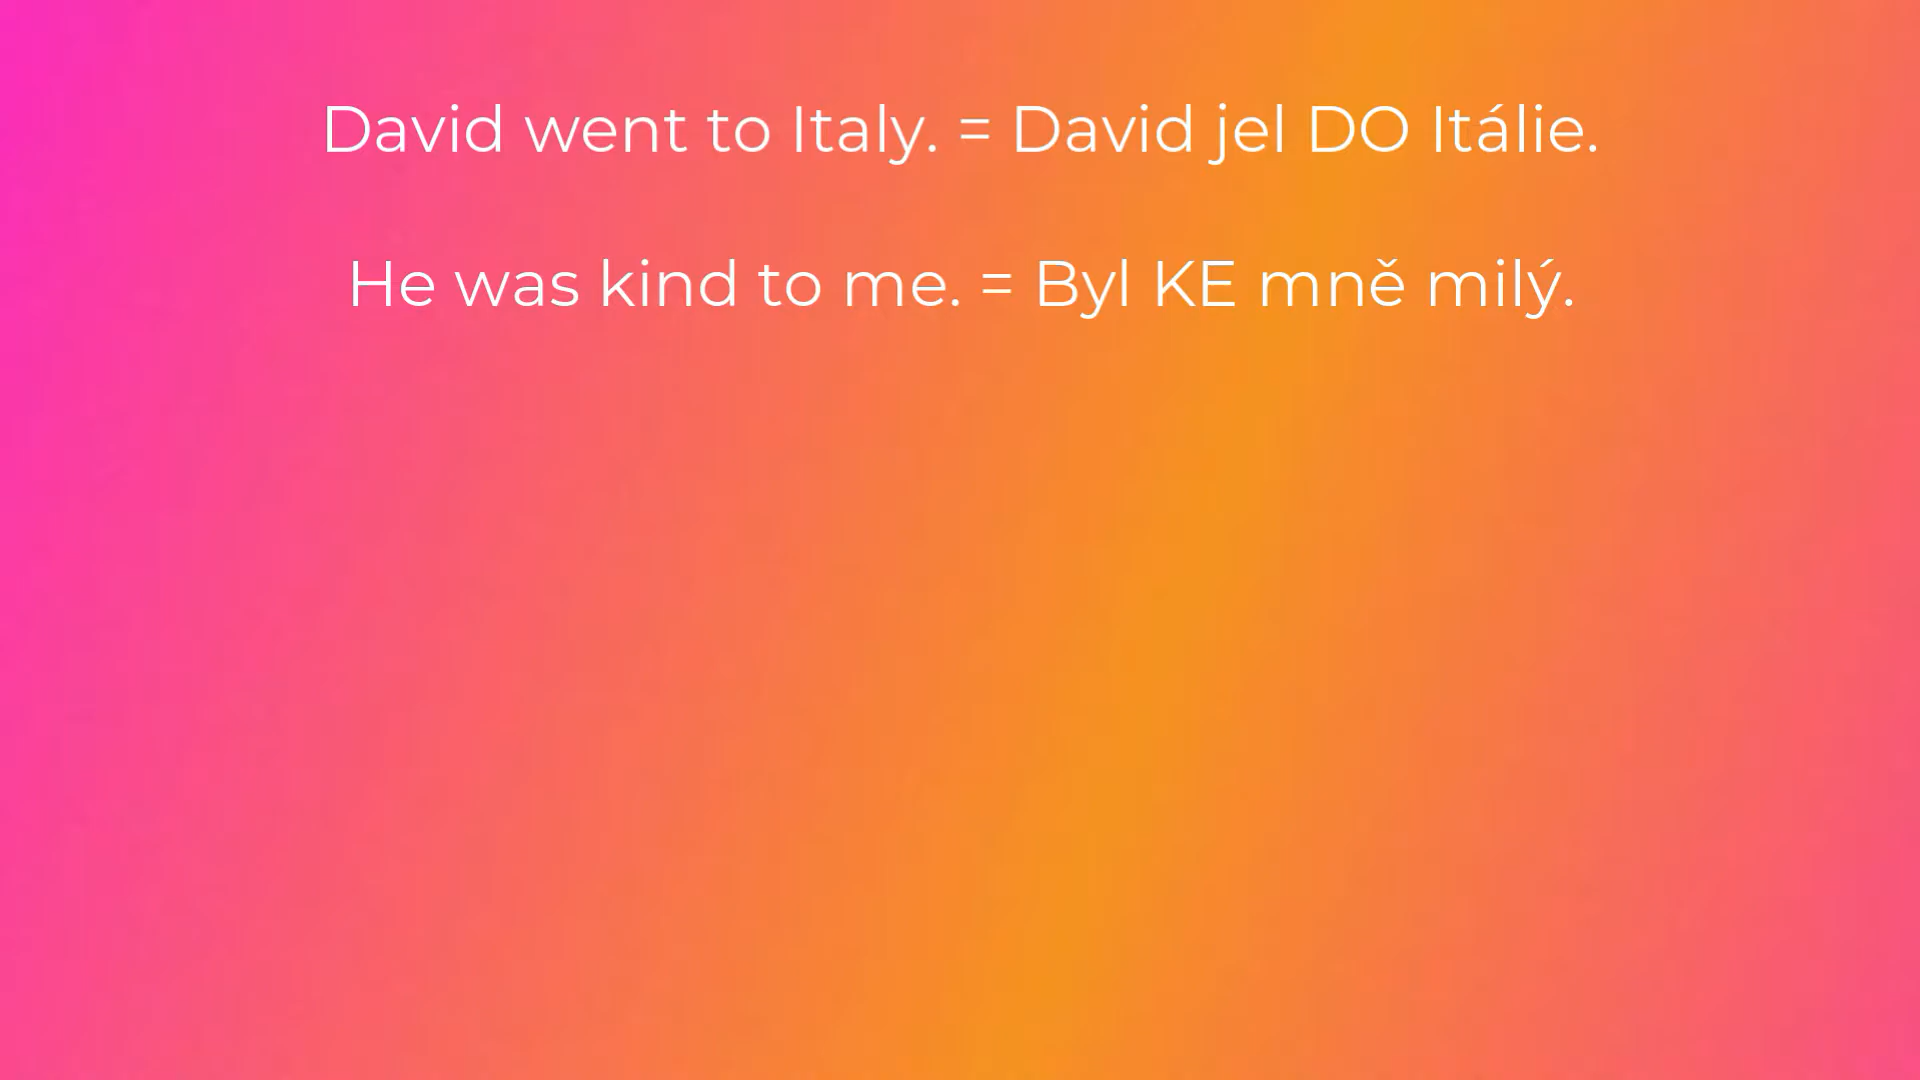 David went to Italy. = David jel DO Itálie.
He was kind to me. = Byl KE mně milý.